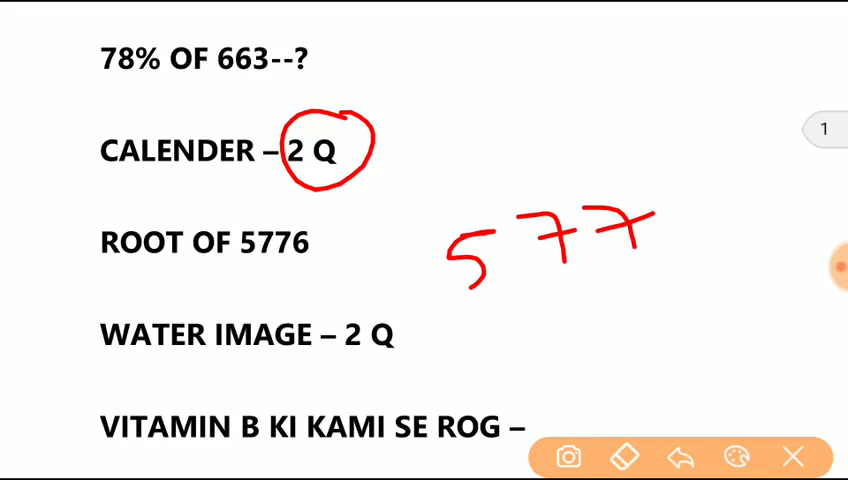 78% OF 663--?
1
CALENDER – 2 Q
577
ROOT OF 5776
WATER IMAGE – 2 Q
VITAMIN B KI KAMI SE ROG –